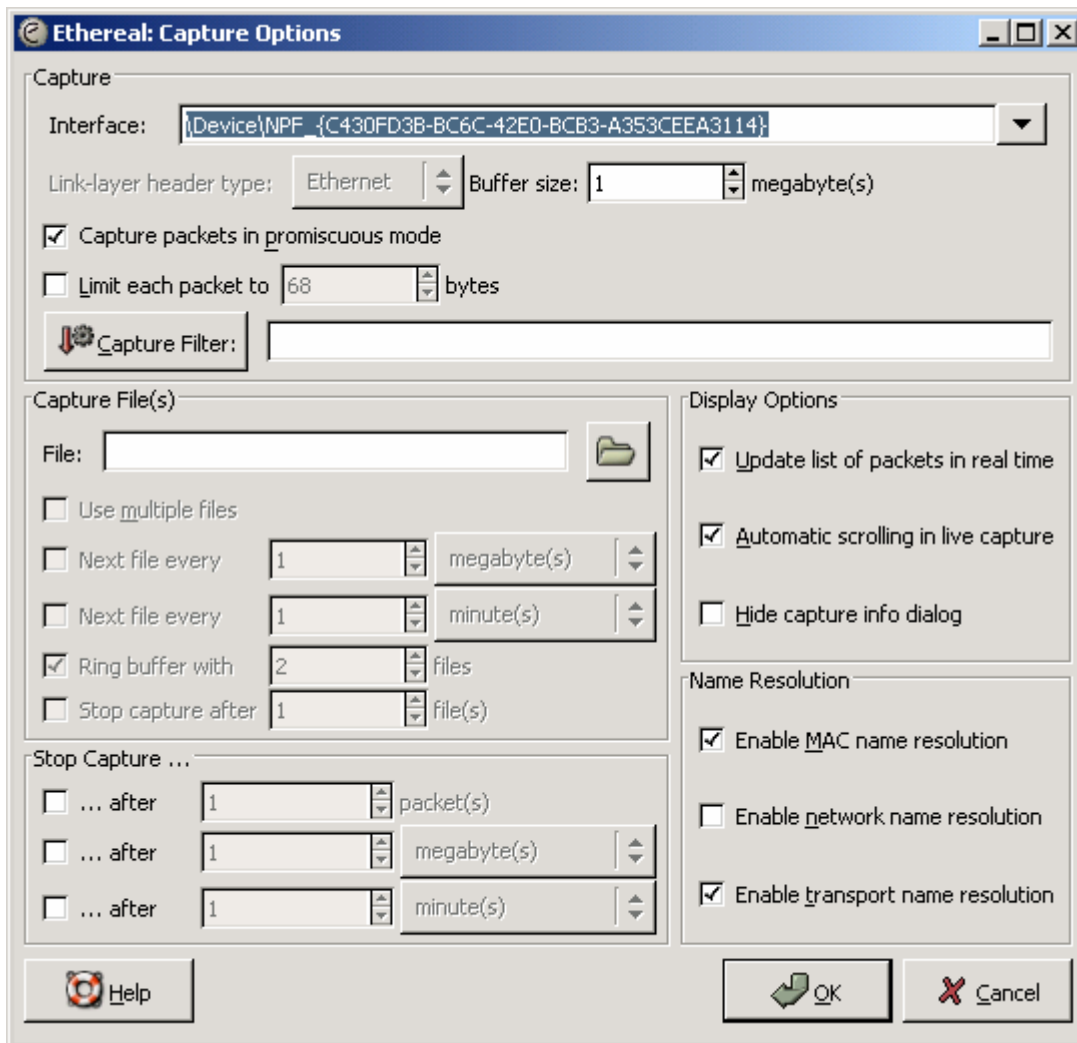 Ethereal: Capture Options
Capture
Interface: \Device\NPF_{C430FD3B-BC6C-42E0-BCB3-A353CEEA3114}
Link-layer header type: Ethernet Buffer size: 1 megabyte(s)
Capture packets in promiscuous mode
Limit each packet to 68 bytes
Capture Filter:
Capture File(s)
File:
Use multiple files
Next file every 1 megabyte(s)
Next file every 1 minute(s)
Ring buffer with 2 files
Stop capture after 1 file(s)
Stop Capture ...
... after 1 packet(s)
... after 1 megabyte(s)
... after 1 minute(s)
Display Options
Update list of packets in real time
Automatic scrolling in live capture
Hide capture info dialog
Name Resolution
Enable MAC name resolution
Enable network name resolution
Enable transport name resolution
Help OK Cancel